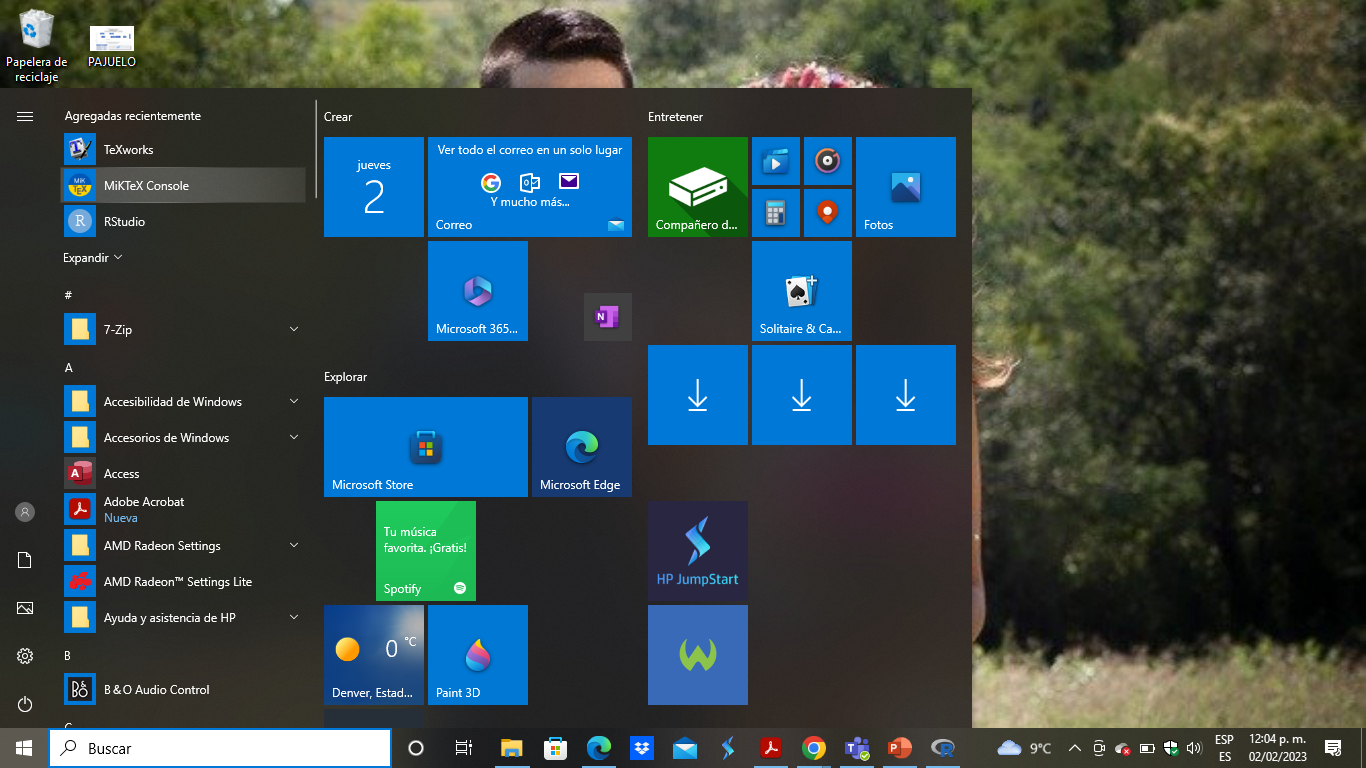 Papelera de
reciclaje
PAJUELO
Agregadas recientemente
TeXworks
MiKTeX Console
RStudio
Expandir
#
7-Zip
A
Accesibilidad de Windows
Accesorios de Windows
Access
Adobe Acrobat
Nueva
AMD Radeon Settings
AMD Radeon™ Settings Lite
Ayuda y asistencia de HP
B
B&O Audio Control
C
Crear
jueves
2
Ver todo el correo en un solo lugar
Y mucho más...
Correo
Microsoft 365...
Explorar
Microsoft Store
Microsoft Edge
Tu música
favorita. ¡Gratis!
Spotify
0 °C
Denver, Estad...
Paint 3D
Entretener
Compañero d...
Fotos
Solitaire & Ca...
HP JumpStart
Buscar
9°C
ESP
ES
12:04 p. m.
02/02/2023